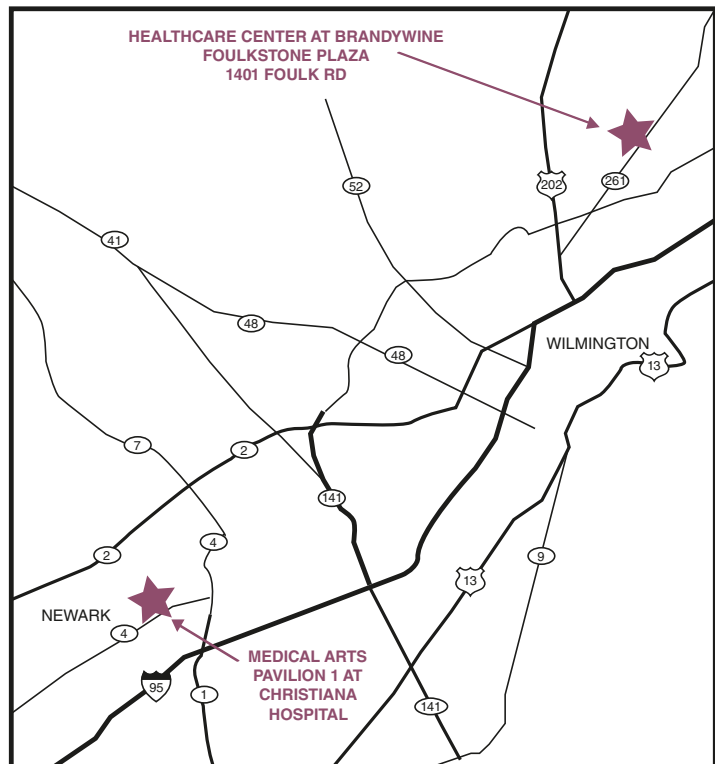 HEALTHCARE CENTER AT BRANDYWINE
FOULKSTONE PLAZA
1401 FOULK RD
52
202
261
41
48
48
WILMINGTON
13
7
2
141
2
4
9
13
NEWARK
4
MEDICAL ARTS
PAVILION 1 AT
CHRISTIANA
HOSPITAL
95
1
141